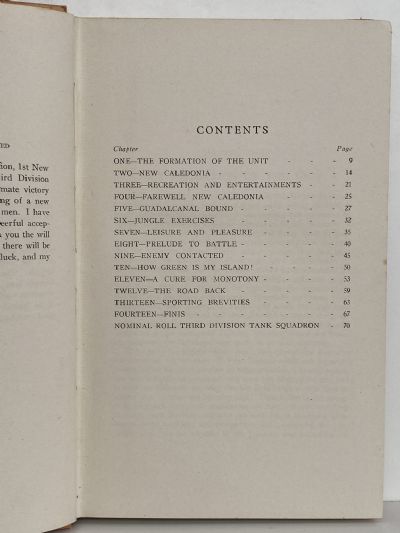 ED
ion, 1st New
ird Division
mate victory
ng of a new
men. I have
eerful accep-
you the will
there will be
luck, and my
CONTENTS
Chapter Page
ONE—THE FORMATION OF THE UNIT - - - 9
TWO—NEW CALEDONIA - - - - - - 14
THREE—RECREATION AND ENTERTAINMENTS - - 21
FOUR—FAREWELL NEW CALEDONIA - - - 25
FIVE—GUADALCANAL BOUND - - - - - 27
SIX—JUNGLE EXERCISES - - - - - 32
SEVEN—LEISURE AND PLEASURE - - - - 35
EIGHT—PRELUDE TO BATTLE - - - - - 40
NINE—ENEMY CONTACTED - - - - - 45
TEN—HOW GREEN IS MY ISLAND! - - - - 50
ELEVEN—A CURE FOR MONOTONY - - - - 53
TWELVE—THE ROAD BACK - - - - - 59
THIRTEEN—SPORTING BREVITIES - - - - 63
FOURTEEN—FINIS - - - - - - - 67
NOMINAL ROLL THIRD DIVISION TANK SQUADRON - 70